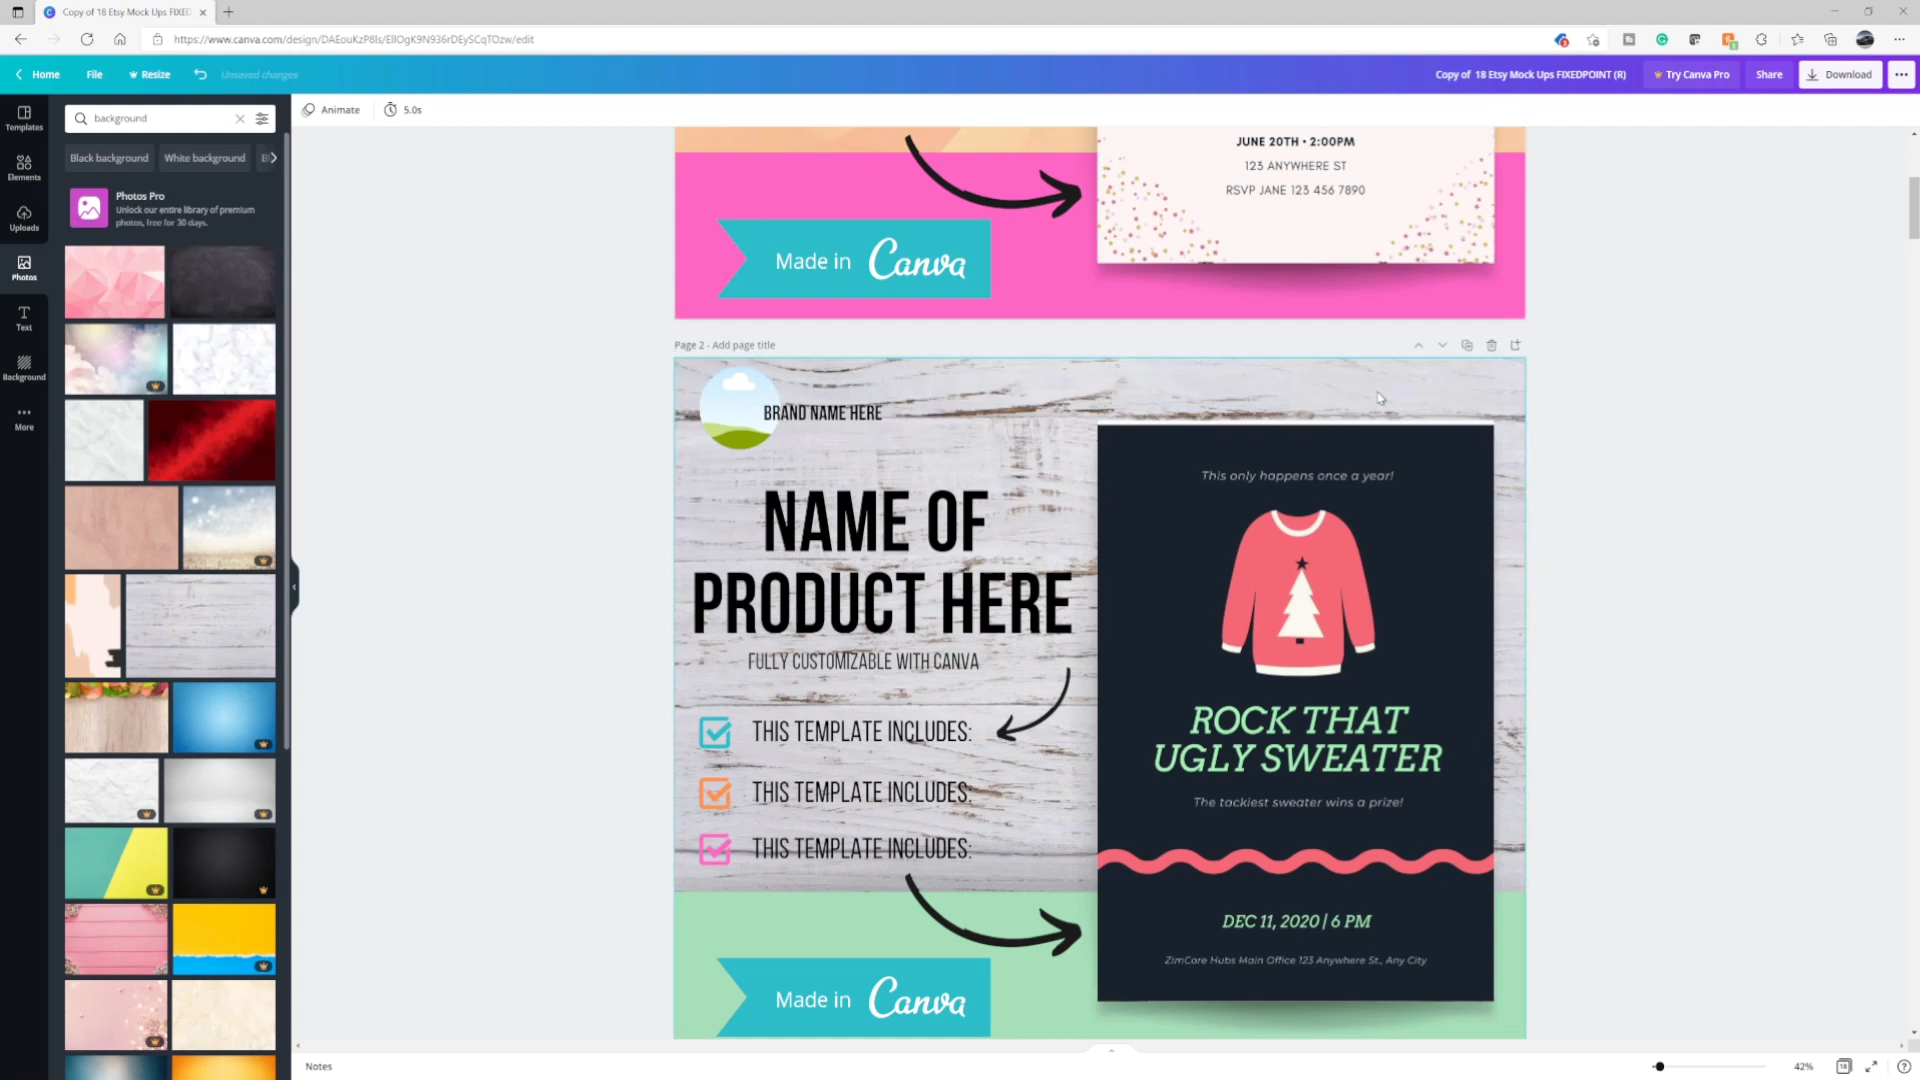 Copy of 18 Etsy Mock Ups FIXED
https://www.canva.com/design/DAEouKzP8ls/EllOgK9N936rDEySCqTOzw/edit
Home
File
Resize
Unsaved changes
Copy of 18 Etsy Mock Ups FIXEDPOINT (R)
Try Canva Pro
Share
Download
Templates
Elements
Uploads
Photos
Text
Background
More
background
Black background
White background
Photos Pro
Unlock our entire library of premium
photos, free for 30 days.
Animate
5.0s
JUNE 20TH • 2:00PM
123 ANYWHERE ST
RSVP JANE 123 456 7890
Made in Canva
Page 2 - Add page title
BRAND NAME HERE
NAME OF
PRODUCT HERE
FULLY CUSTOMIZABLE WITH CANVA
THIS TEMPLATE INCLUDES:
THIS TEMPLATE INCLUDES:
THIS TEMPLATE INCLUDES:
Made in Canva
This only happens once a year!
ROCK THAT
UGLY SWEATER
The tackiest sweater wins a prize!
DEC 11, 2020 | 6 PM
ZimCore Hubs Main Office 123 Anywhere St., Any City
Notes
42%
18